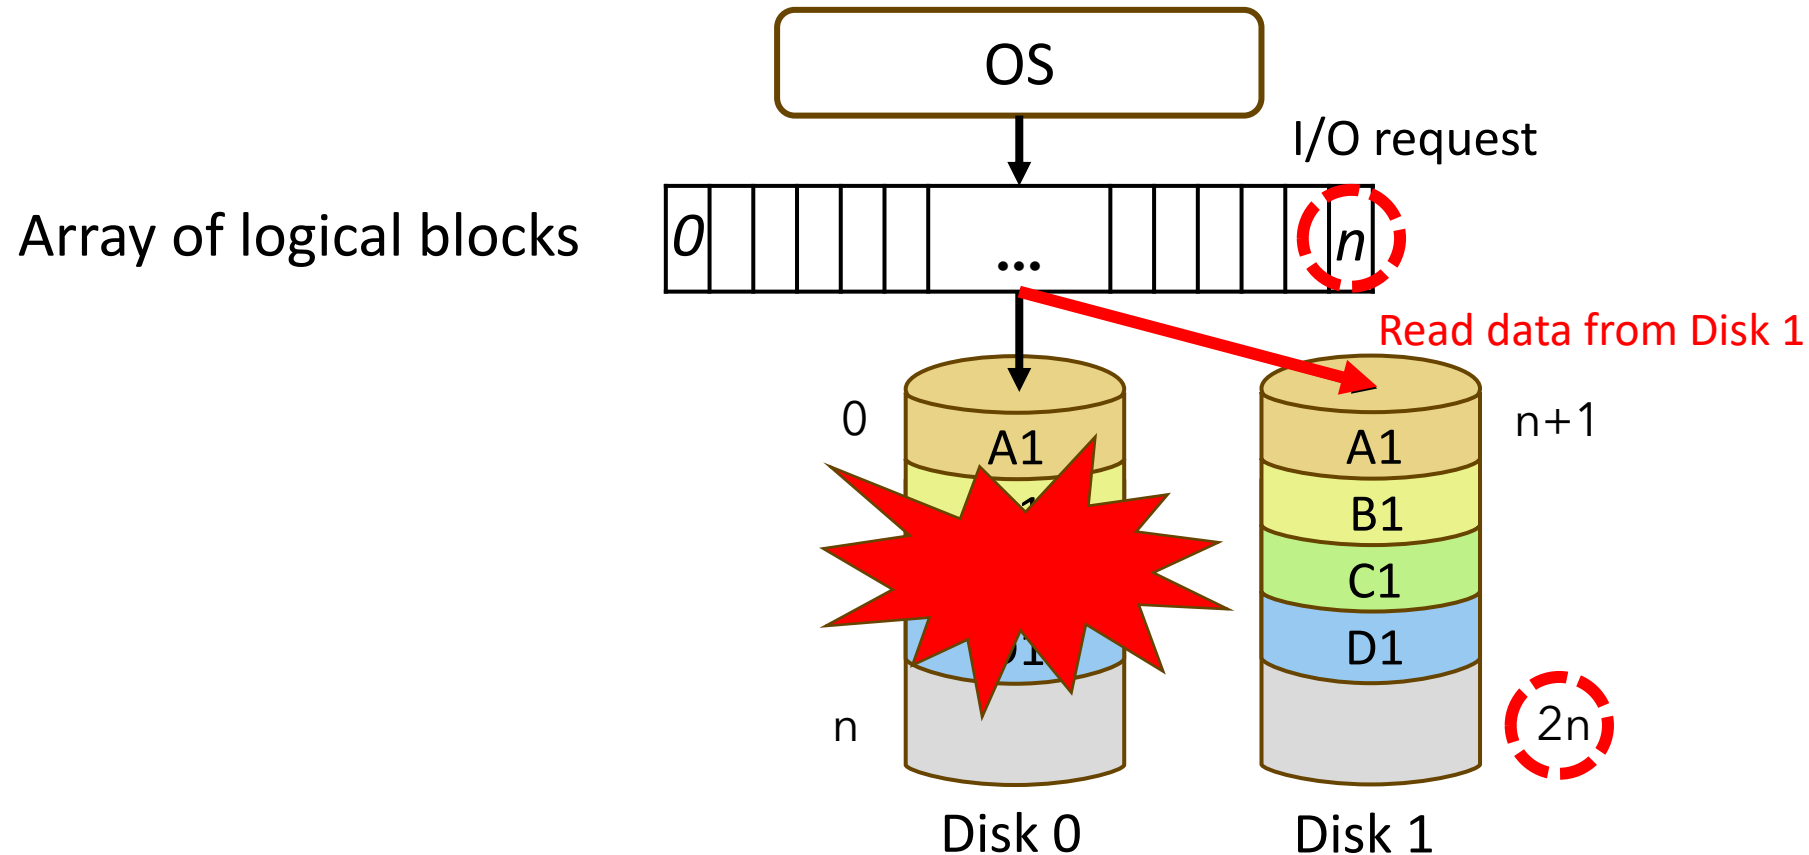 OS
I/O request
Array of logical blocks
0
...
n
Read data from Disk 1
0
A1
A1
n+1
B1
C1
D1
D1
n
2n
Disk 0
Disk 1